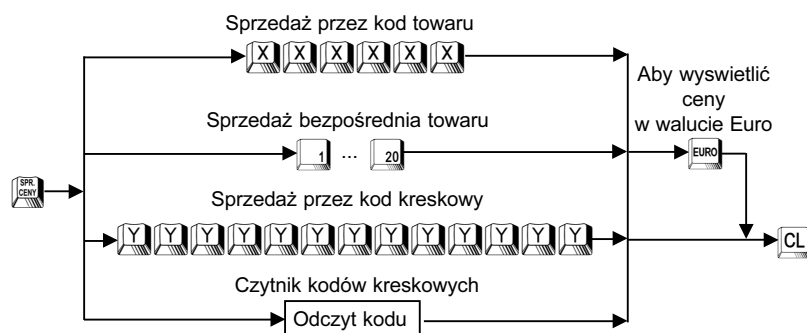 Sprzedaż przez kod towaru
X X X X X X
Aby wyswietlić
ceny
w walucie Euro
Sprzedaż bezpośrednia towaru
1 ... 20
EURO
SPR.
CENY
Sprzedaż przez kod kreskowy
Y Y Y Y Y Y Y Y Y Y Y Y Y
CL
Czytnik kodów kreskowych
Odczyt kodu